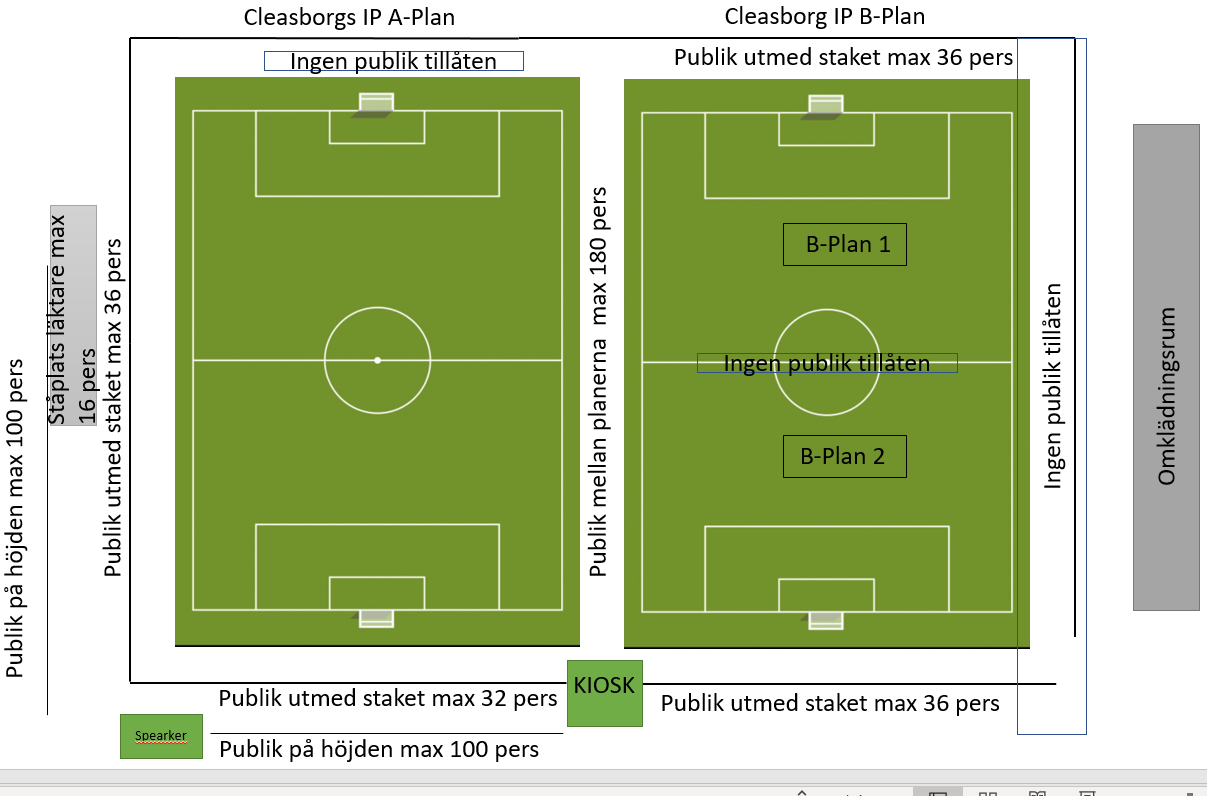 Cleasborgs IP A-Plan
Cleasborg IP B-Plan
Ingen publik tillåten
Publik utmed staket max 36 pers
Publik på höjden max 100 pers
Ståplats läktare max
16 pers
Publik utmed staket max 36 pers
Publik mellan planerna  max 180 pers
B-Plan 1
Ingen publik tillåten
B-Plan 2
Ingen publik tillåten
Omklädningsrum
KIOSK
Publik utmed staket max 32 pers
Publik utmed staket max 36 pers
Spearker
Publik på höjden max 100 pers